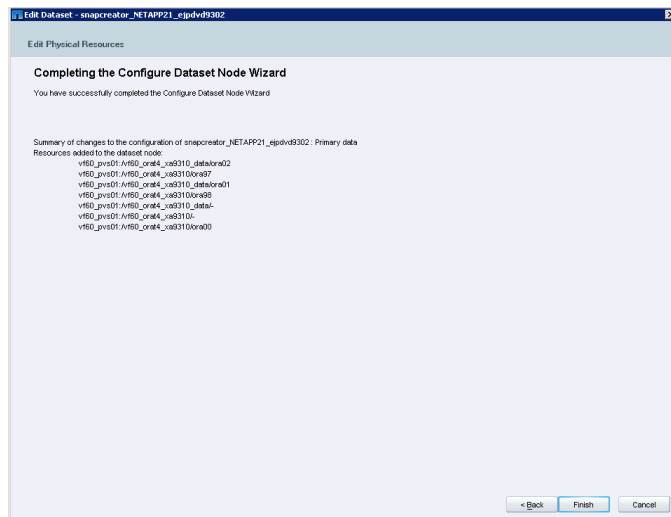 Edit Dataset - snapcreator_NETAPP21_ejpdvd9302
Edit Physical Resources
Completing the Configure Dataset Node Wizard
You have successfully completed the Configure Dataset Node Wizard
Summary of changes to the configuration of snapcreator_NETAPP21_ejpdvd9302 : Primary data
Resources added to the dataset node:
vf60_pvs01:/vf60_orat4_xa9310_data/ora02
vf60_pvs01:/vf60_orat4_xa9310/ora97
vf60_pvs01:/vf60_orat4_xa9310_data/ora01
vf60_pvs01:/vf60_orat4_xa9310/ora98
vf60_pvs01:/vf60_orat4_xa9310_data/-
vf60_pvs01:/vf60_orat4_xa9310/-
vf60_pvs01:/vf60_orat4_xa9310/ora00
< Back Finish Cancel